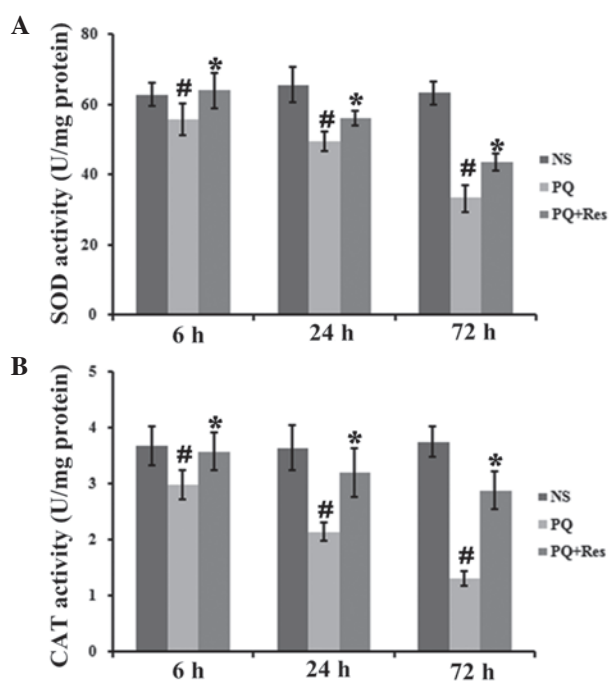 A
SOD activity (U/mg protein)
80
60
40
20
0
#
*
#
*
#
*
6 h
24 h
72 h
NS
PQ
PQ+Res
B
CAT activity (U/mg protein)
5
4
3
2
1
0
#
*
#
*
#
*
6 h
24 h
72 h
NS
PQ
PQ+Res